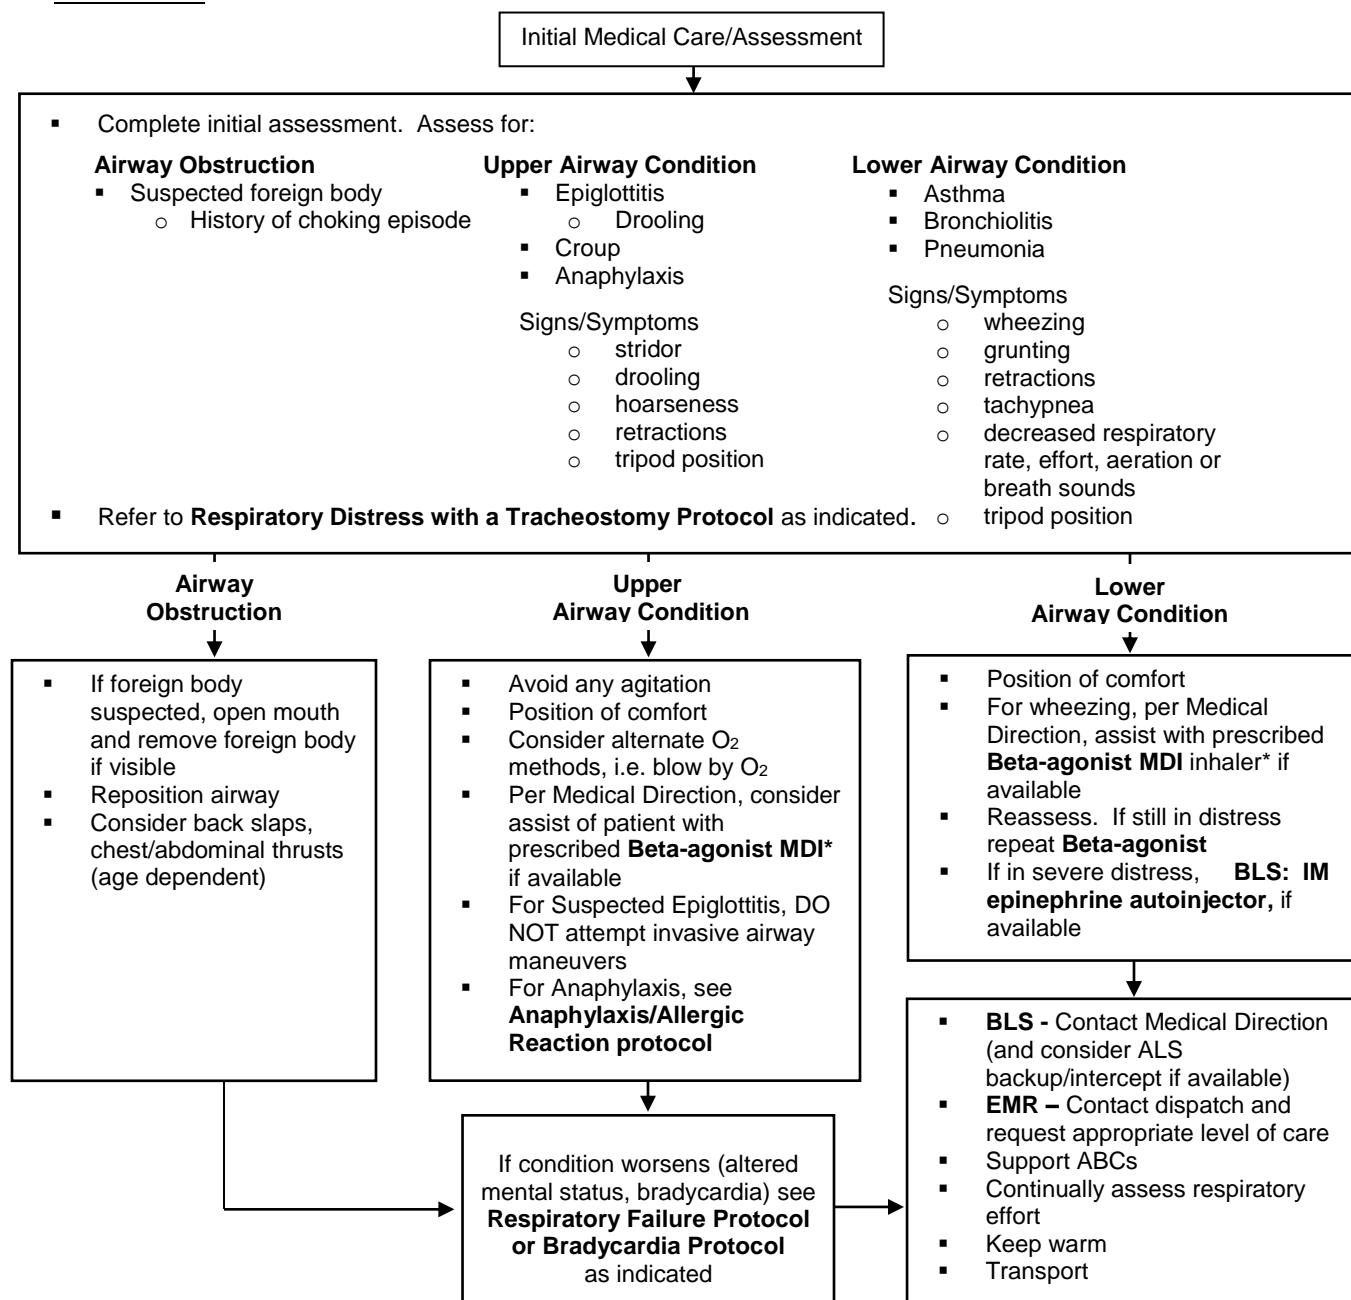 Initial Medical Care/Assessment
▪ Complete initial assessment. Assess for:
Airway Obstruction
▪ Suspected foreign body
o History of choking episode
Upper Airway Condition
▪ Epiglottitis
o Drooling
▪ Croup
▪ Anaphylaxis
Signs/Symptoms
o stridor
o drooling
o hoarseness
o retractions
o tripod position
Lower Airway Condition
▪ Asthma
▪ Bronchiolitis
▪ Pneumonia
Signs/Symptoms
o wheezing
o grunting
o retractions
o tachypnea
o decreased respiratory
rate, effort, aeration or
breath sounds
o tripod position
▪ Refer to Respiratory Distress with a Tracheostomy Protocol as indicated.
Airway
Obstruction
▪ If foreign body
suspected, open mouth
and remove foreign body
if visible
▪ Reposition airway
▪ Consider back slaps,
chest/abdominal thrusts
(age dependent)
Upper
Airway Condition
▪ Avoid any agitation
▪ Position of comfort
▪ Consider alternate O2
methods, i.e. blow by O2
▪ Per Medical Direction, consider
assist of patient with
prescribed Beta-agonist MDI*
if available
▪ For Suspected Epiglottitis, DO
NOT attempt invasive airway
maneuvers
▪ For Anaphylaxis, see
Anaphylaxis/Allergic
Reaction protocol
Lower
Airway Condition
▪ Position of comfort
▪ For wheezing, per Medical
Direction, assist with prescribed
Beta-agonist MDI inhaler* if
available
▪ Reassess. If still in distress
repeat Beta-agonist
▪ If in severe distress, BLS: IM
epinephrine autoinjector, if
available
If condition worsens (altered
mental status, bradycardia) see
Respiratory Failure Protocol
or Bradycardia Protocol
as indicated
▪ BLS - Contact Medical Direction
(and consider ALS
backup/intercept if available)
▪ EMR – Contact dispatch and
request appropriate level of care
▪ Support ABCs
▪ Continually assess respiratory
effort
▪ Keep warm
▪ Transport